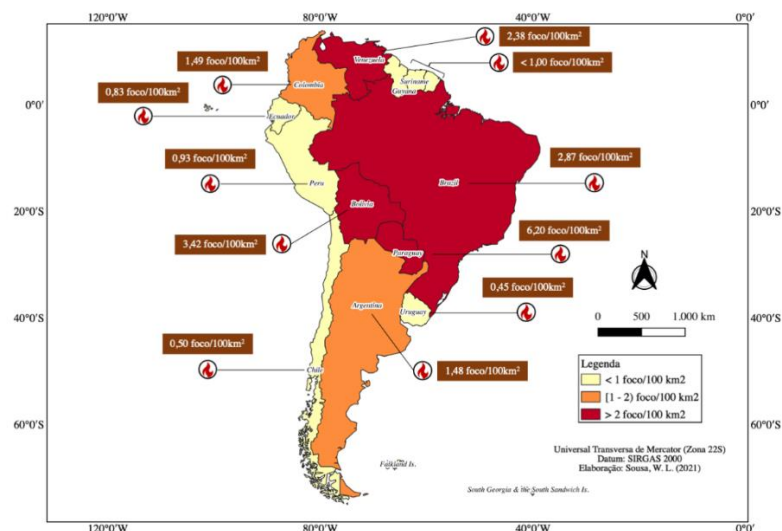 120°0'W 80°0'W 40°0'W 0°0'
2,38 foco/100km²
1,49 foco/100km²
< 1,00 foco/100km²
Venezuela
Suriname
Guyana
Colombia
0,83 foco/100km²
0°0' 0°0'
Ecuador
0,93 foco/100km²
2,87 foco/100km²
Peru
Brazil
20°0'S 20°0'S
Bolivia
3,42 foco/100km²
6,20 foco/100km²
Paraguay
N
0,45 foco/100km²
Argentina
Uruguay
0 500 1.000 km
40°0'S 40°0'S
0,50 foco/100km²
Chile
1,48 foco/100km²
Legenda
< 1 foco/100 km2
[1 - 2) foco/100 km2
> 2 foco/100 km2
60°0'S 60°0'S
Universal Transversa de Mercator (Zona 22S)
Datum: SIRGAS 2000
Elaboração: Sousa, W. L. (2021)
Falkland Is.
South Georgia & the South Sandwich Is.
120°0'W 80°0'W 40°0'W 0°0'